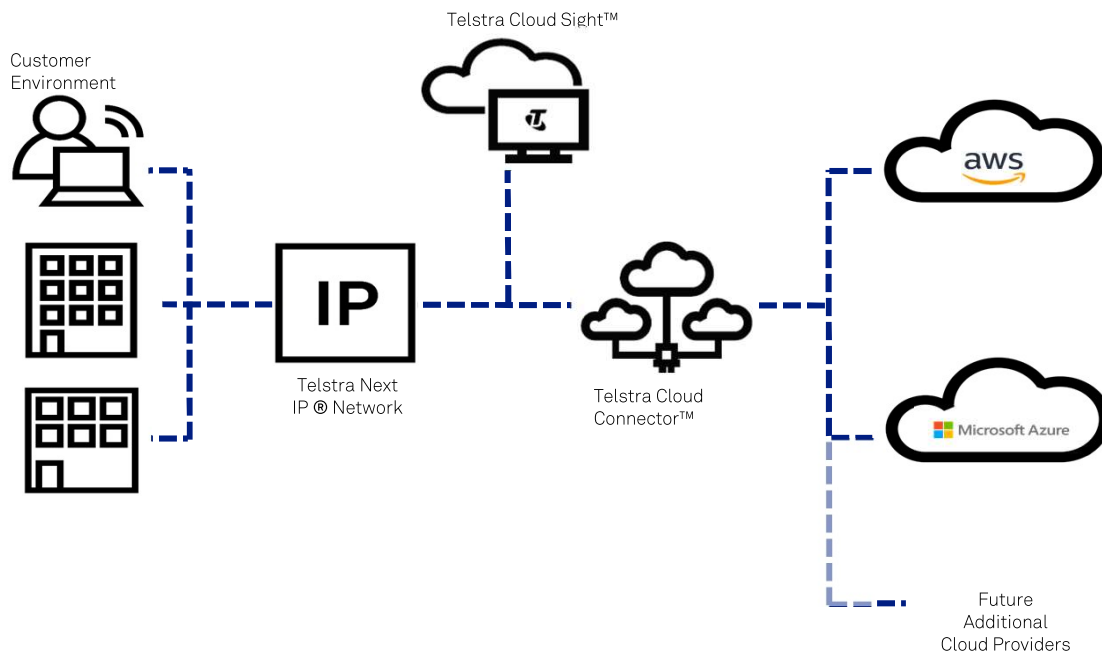 Telstra Cloud Sight™
Customer
Environment
aws
IP
Telstra Next
IP ® Network
Telstra Cloud
Connector™
Microsoft Azure
Future
Additional
Cloud Providers